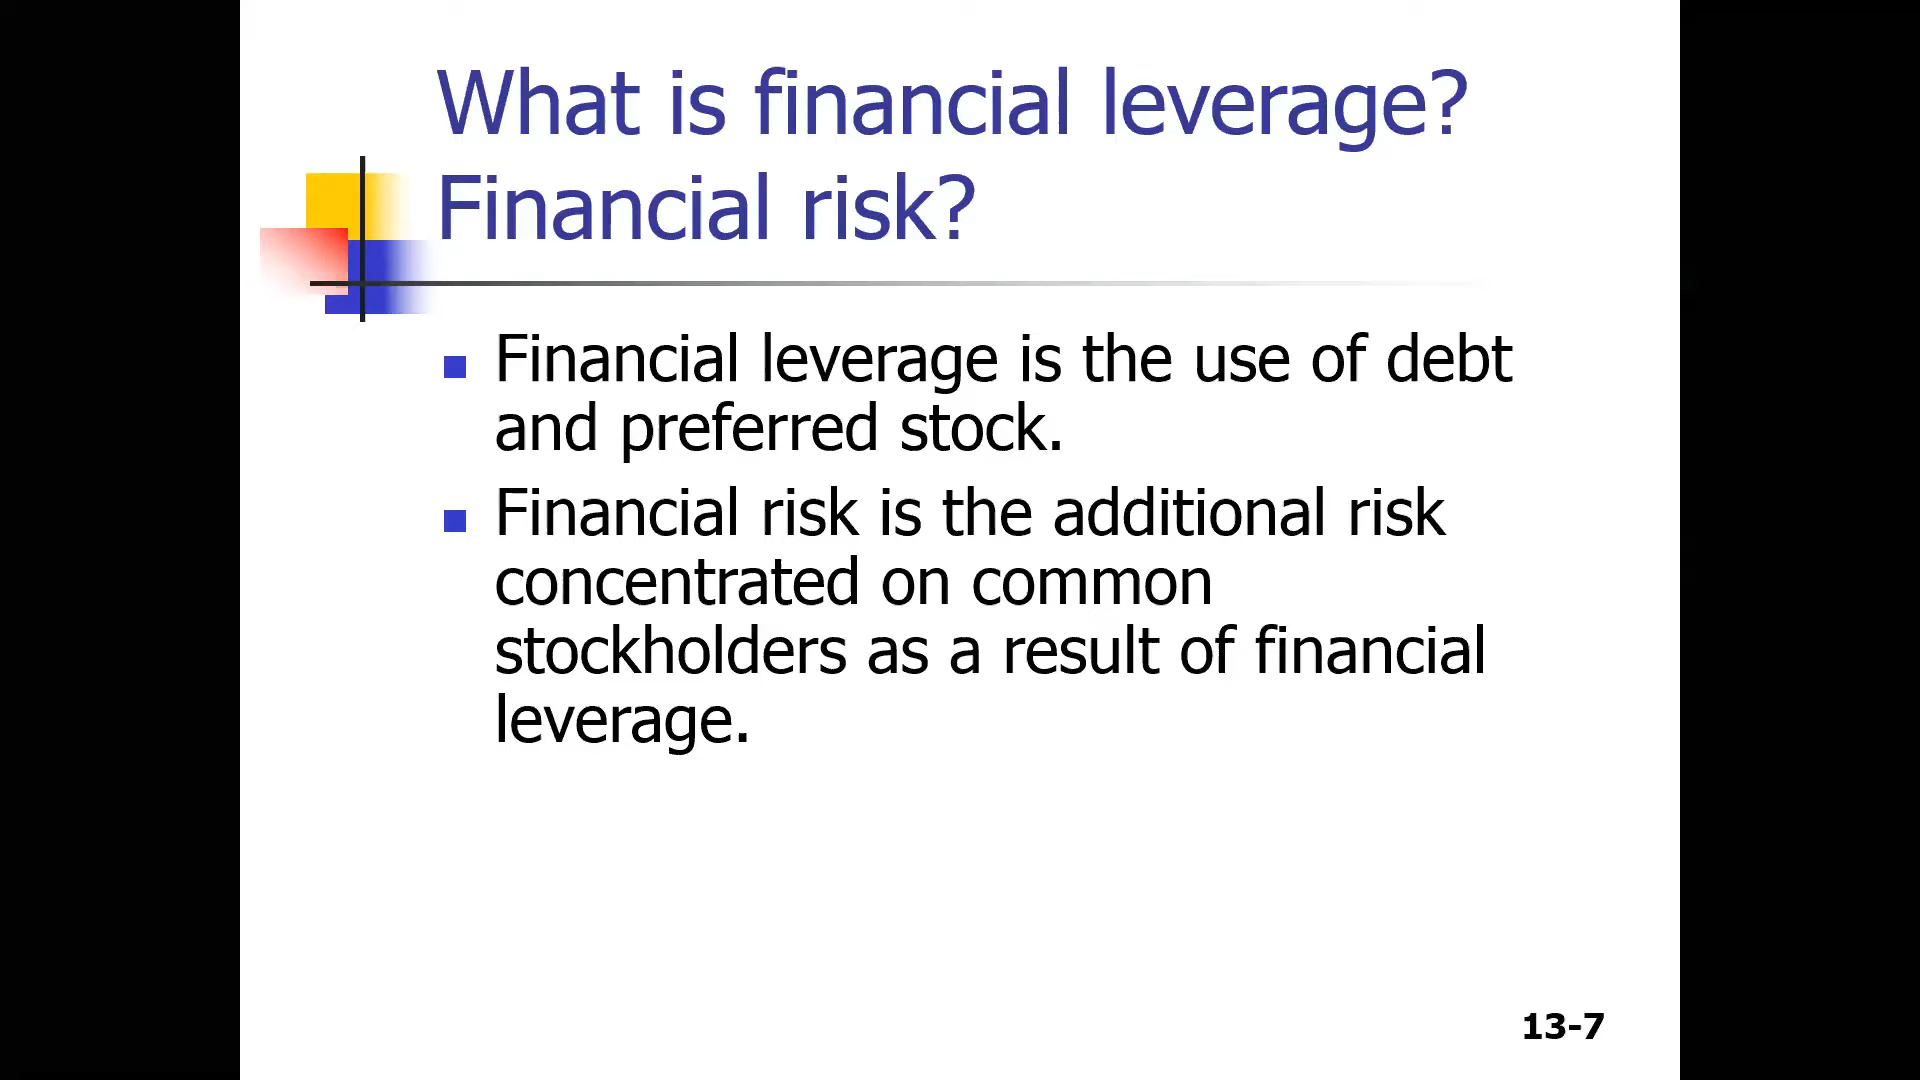 What is financial leverage?
Financial risk?
Financial leverage is the use of debt
and preferred stock.
Financial risk is the additional risk
concentrated on common
stockholders as a result of financial
leverage.
13-7